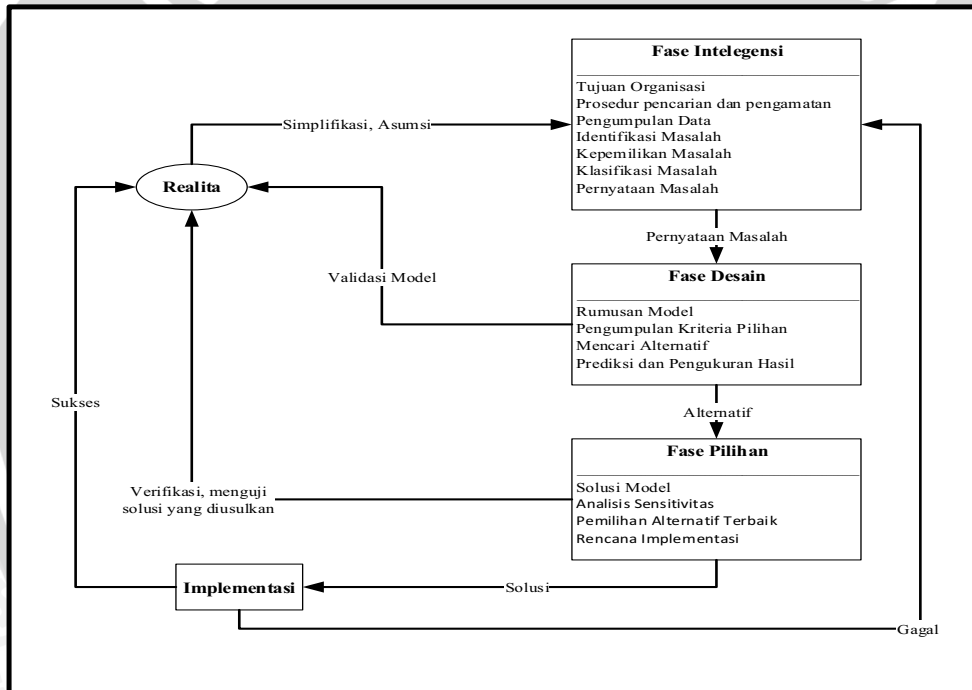 Fase Intelegensi
Tujuan Organisasi
Prosedur pencarian dan pengamatan
Pengumpulan Data
Identifikasi Masalah
Kepemilikan Masalah
Klasifikasi Masalah
Pernyataan Masalah
Simplifikasi, Asumsi
Realita
Pernyataan Masalah
Fase Desain
Rumusan Model
Pengumpulan Kriteria Pilihan
Mencari Alternatif
Prediksi dan Pengukuran Hasil
Validasi Model
Sukses
Alternatif
Fase Pilihan
Solusi Model
Analisis Sensitivitas
Pemilihan Alternatif Terbaik
Rencana Implementasi
Verifikasi, menguji
solusi yang diusulkan
Implementasi
Solusi
Gagal